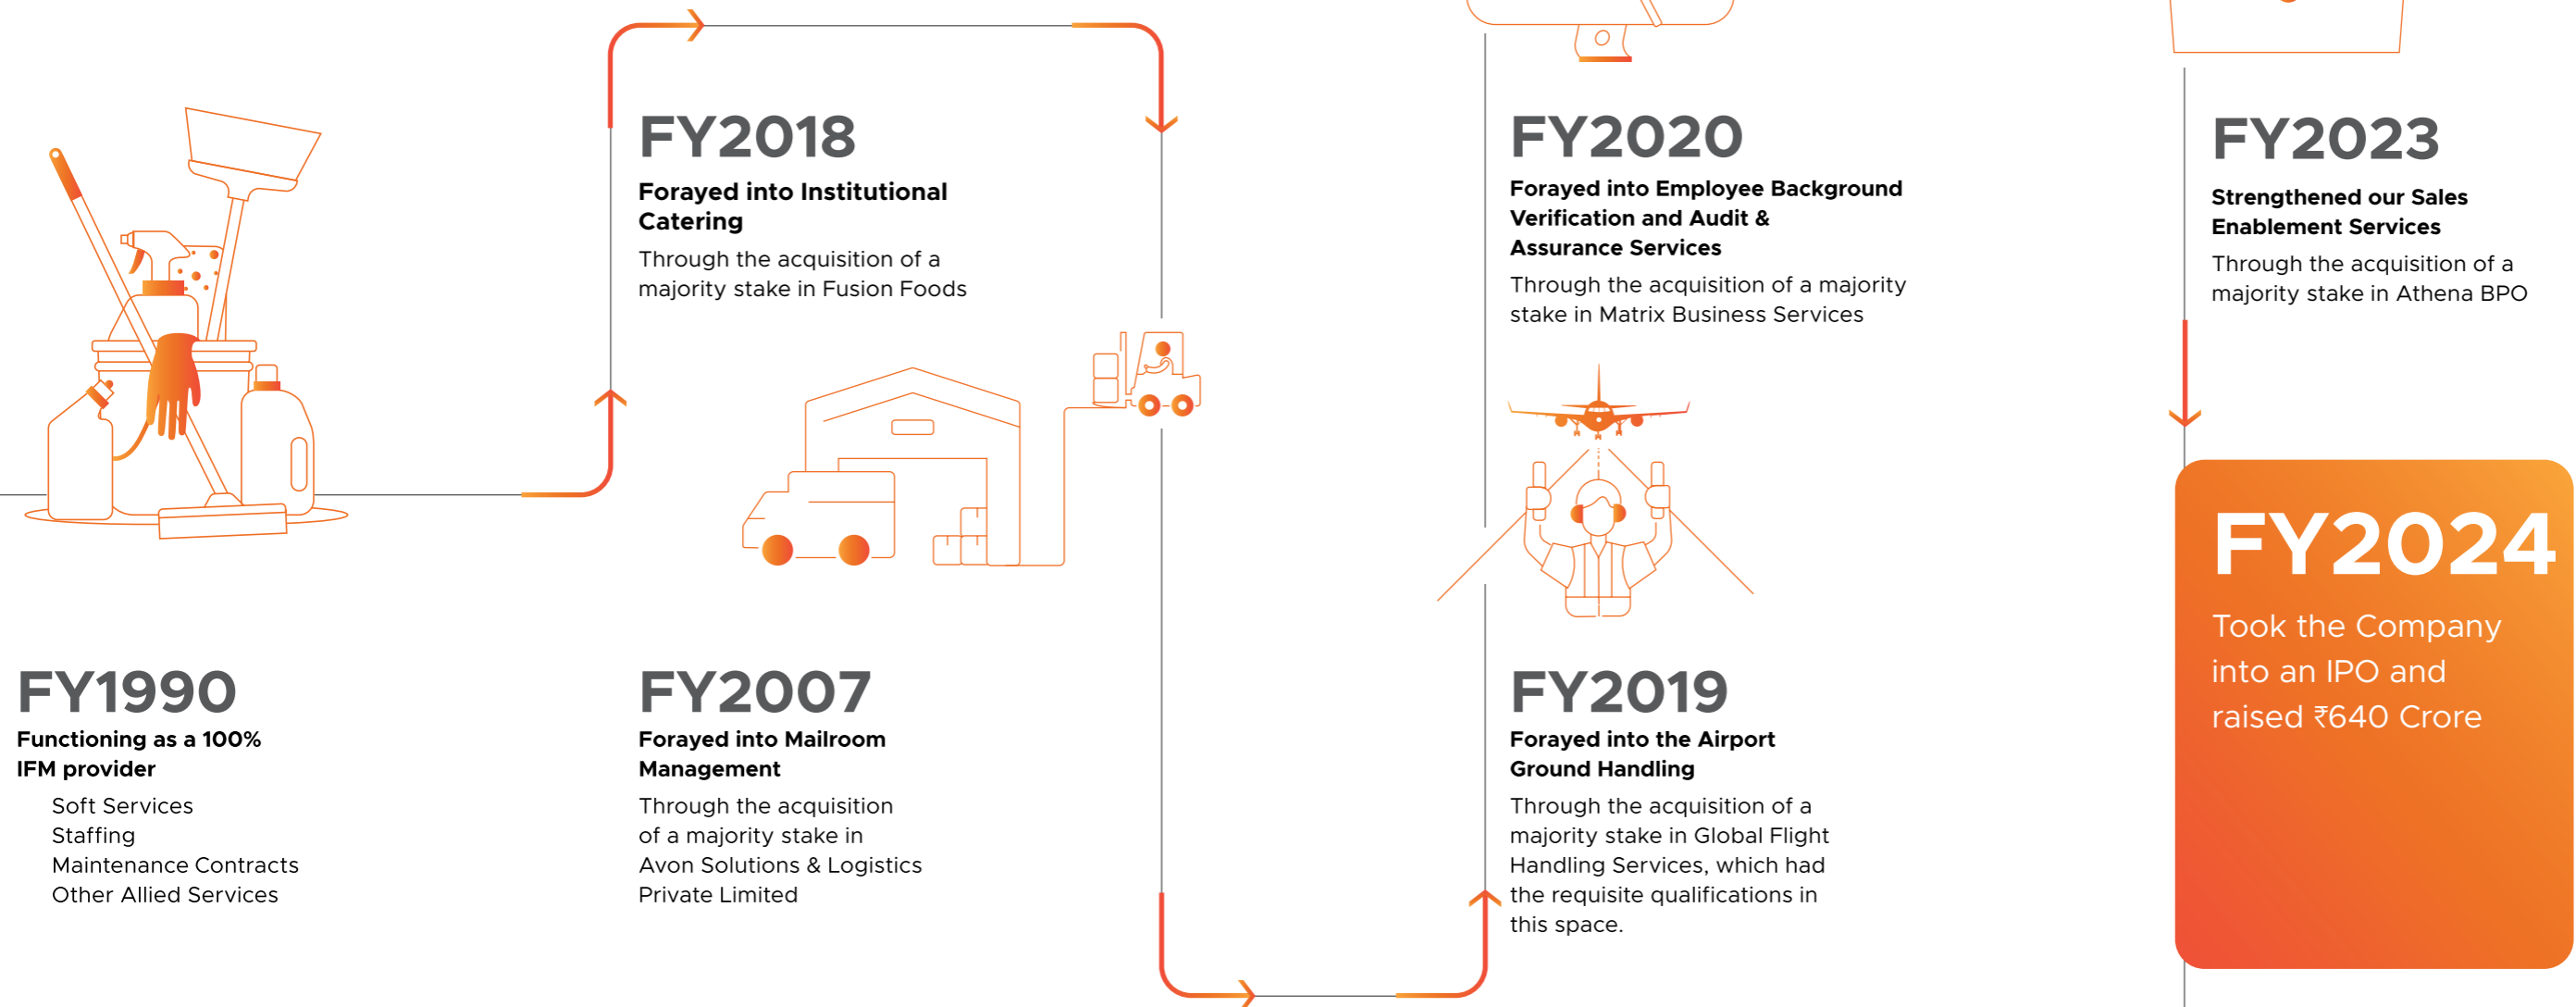 FY1990
Functioning as a 100%
IFM provider
Soft Services
Staffing
Maintenance Contracts
Other Allied Services
FY2007
Forayed into Mailroom
Management
Through the acquisition
of a majority stake in
Avon Solutions & Logistics
Private Limited
FY2018
Forayed into Institutional
Catering
Through the acquisition of a
majority stake in Fusion Foods
FY2019
Forayed into the Airport
Ground Handling
Through the acquisition of a
majority stake in Global Flight
Handling Services, which had
the requisite qualifications in
this space.
FY2020
Forayed into Employee Background
Verification and Audit &
Assurance Services
Through the acquisition of a majority
stake in Matrix Business Services
FY2023
Strengthened our Sales
Enablement Services
Through the acquisition of a
majority stake in Athena BPO
FY2024
Took the Company
into an IPO and
raised ₹640 Crore